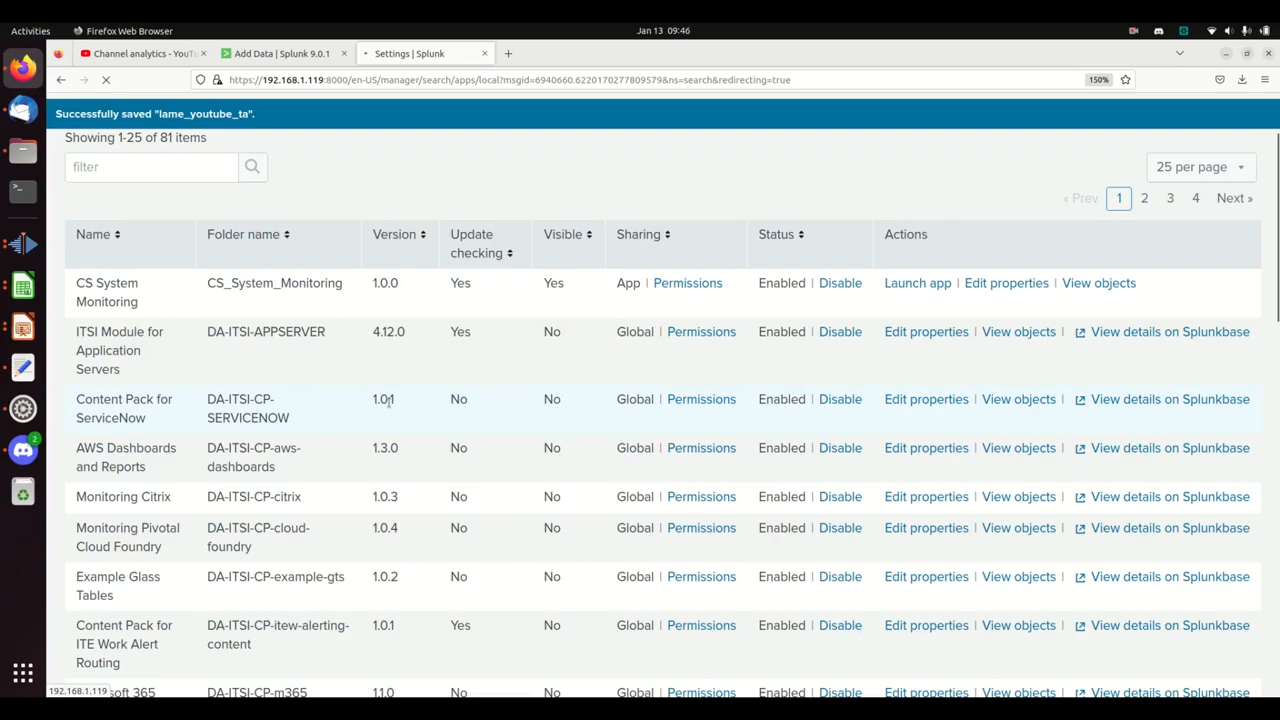 Activities
Firefox Web Browser
Jan 13 09:46
Channel analytics - YouTu
Add Data | Splunk 9.0.1
Settings | Splunk
https://192.168.1.119:8000/en-US/manager/search/apps/local?msgid=6940660.6220170277809579&ns=search&redirecting=true
150%
Successfully saved "lame_youtube_ta".
Showing 1-25 of 81 items
filter
25 per page
« Prev 1 2 3 4 Next »
Name Folder name Version Update checking Visible Sharing Status Actions
CS System Monitoring CS_System_Monitoring 1.0.0 Yes Yes App | Permissions Enabled | Disable Launch app | Edit properties | View objects
ITSI Module for Application Servers DA-ITSI-APPSERVER 4.12.0 Yes No Global | Permissions Enabled | Disable Edit properties | View objects | View details on Splunkbase
Content Pack for ServiceNow DA-ITSI-CP-SERVICENOW 1.0.1 No No Global | Permissions Enabled | Disable Edit properties | View objects | View details on Splunkbase
AWS Dashboards and Reports DA-ITSI-CP-aws-dashboards 1.3.0 No No Global | Permissions Enabled | Disable Edit properties | View objects | View details on Splunkbase
Monitoring Citrix DA-ITSI-CP-citrix 1.0.3 No No Global | Permissions Enabled | Disable Edit properties | View objects | View details on Splunkbase
Monitoring Pivotal Cloud Foundry DA-ITSI-CP-cloud-foundry 1.0.4 No No Global | Permissions Enabled | Disable Edit properties | View objects | View details on Splunkbase
Example Glass Tables DA-ITSI-CP-example-gts 1.0.2 No No Global | Permissions Enabled | Disable Edit properties | View objects | View details on Splunkbase
Content Pack for ITE Work Alert Routing DA-ITSI-CP-itew-alerting-content 1.0.1 Yes No Global | Permissions Enabled | Disable Edit properties | View objects | View details on Splunkbase
soft 365 DA-ITSI-CP-m365 1.1.0 No No Global | Permissions Enabled | Disable Edit properties | View objects | View details on Splunkbase
192.168.1.119
2